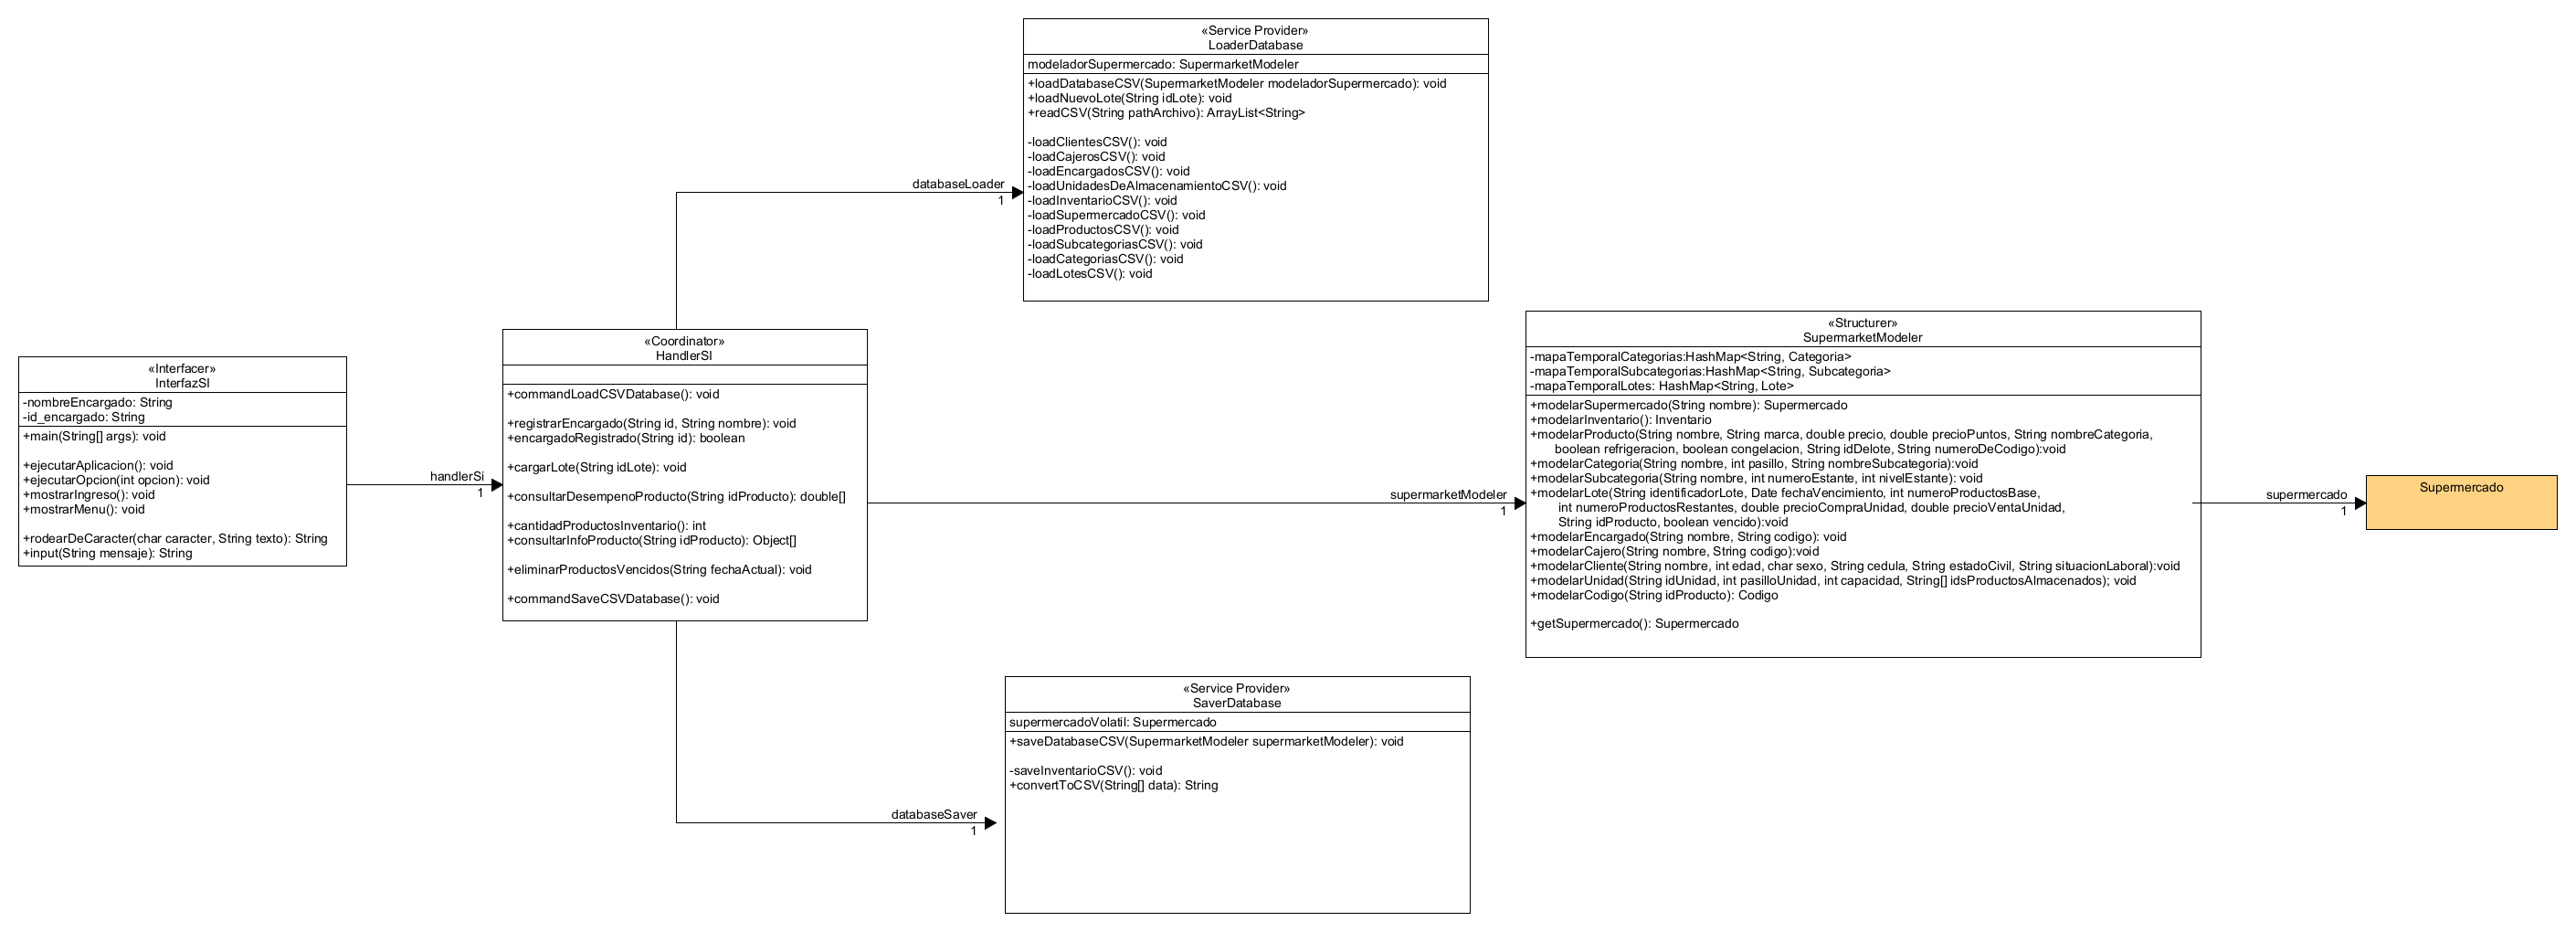 «Service Provider»
LoaderDatabase
modeladorSupermercado: SupermarketModeler
+loadDatabaseCSV(SupermarketModeler modeladorSupermercado): void
+loadNuevoLote(String idLote): void
+readCSV(String pathArchivo): ArrayList<String>
-loadClientesCSV(): void
-loadCajerosCSV(): void
-loadEncargadosCSV(): void
-loadUnidadesDeAlmacenamientoCSV(): void
-loadInventarioCSV(): void
-loadSupermercadoCSV(): void
-loadProductosCSV(): void
-loadSubcategoriasCSV(): void
-loadCategoriasCSV(): void
-loadLotesCSV(): void
databaseLoader
1
«Interfacer»
InterfazSI
-nombreEncargado: String
-id_encargado: String
+main(String[] args): void
+ejecutarAplicacion(): void
+ejecutarOpcion(int opcion): void
+mostrarIngreso(): void
+mostrarMenu(): void
+rodearDeCaracter(char caracter, String texto): String
+input(String mensaje): String
handlerSi
1
«Coordinator»
HandlerSI
+commandLoadCSVDatabase(): void
+registrarEncargado(String id, String nombre): void
+encargadoRegistrado(String id): boolean
+cargarLote(String idLote): void
+consultarDesempenoProducto(String idProducto): double[]
+cantidadProductosInventario(): int
+consultarInfoProducto(String idProducto): Object[]
+eliminarProductosVencidos(String fechaActual): void
+commandSaveCSVDatabase(): void
supermarketModeler
1
«Structurer»
SupermarketModeler
-mapaTemporalCategorias:HashMap<String, Categoria>
-mapaTemporalSubcategorias:HashMap<String, Subcategoria>
-mapaTemporalLotes: HashMap<String, Lote>
+modelarSupermercado(String nombre): Supermercado
+modelarInventario(): Inventario
+modelarProducto(String nombre, String marca, double precio, double precioPuntos, String nombreCategoria,
boolean refrigeracion, boolean congelacion, String idDelote, String numeroDeCodigo):void
+modelarCategoria(String nombre, int pasillo, String nombreSubcategoria):void
+modelarSubcategoria(String nombre, int numeroEstante, int nivelEstante): void
+modelarLote(String identificadorLote, Date fechaVencimiento, int numeroProductosBase,
int numeroProductosRestantes, double precioCompraUnidad, double precioVentaUnidad,
String idProducto, boolean vencido):void
+modelarEncargado(String nombre, String codigo): void
+modelarCajero(String nombre, String codigo):void
+modelarCliente(String nombre, int edad, char sexo, String cedula, String estadoCivil, String situacionLaboral):void
+modelarUnidad(String idUnidad, int pasilloUnidad, int capacidad, String[] idsProductosAlmacenados); void
+modelarCodigo(String idProducto): Codigo
+getSupermercado(): Supermercado
supermercado
1
Supermercado
«Service Provider»
SaverDatabase
supermercadoVolatil: Supermercado
+saveDatabaseCSV(SupermarketModeler supermarketModeler): void
-saveInventarioCSV(): void
+convertToCSV(String[] data): String
databaseSaver
1